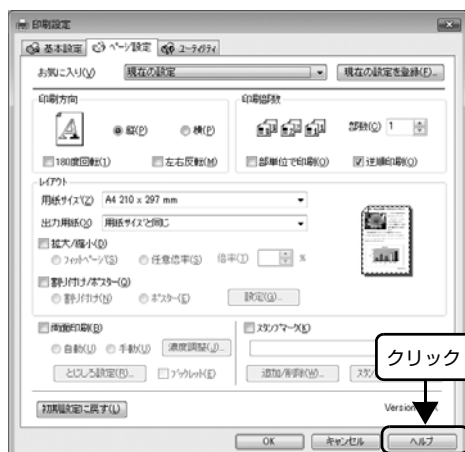 印刷設定
基本設定 ページ設定 ユーティリティ
お気に入り(V) 現在の設定 現在の設定を登録(F)...
印刷方向 印刷部数
縦(P) 横(M) 部数(C) 1
180度回転(1) 左右反転(M) 部単位で印刷(O) 逆順印刷(O)
レイアウト
用紙サイズ(Z) A4 210 x 297 mm
出力用紙(X) 用紙サイズと同じ
拡大/縮小(D)
フィットページ(S) 任意倍率(S) 倍率(I) %
割り付け/ポスター(Q)
割り付け(N) ポスター(E) 設定(G)...
両面印刷(B) スタンプマーク(K)
自動(U) 手動(U) 濃度調整(J)...
とじしろ設定(R)... ブックレット(E) 追加/削除(W)...
クリック
初期設定に戻す(L) Version
OK キャンセル ヘルプ